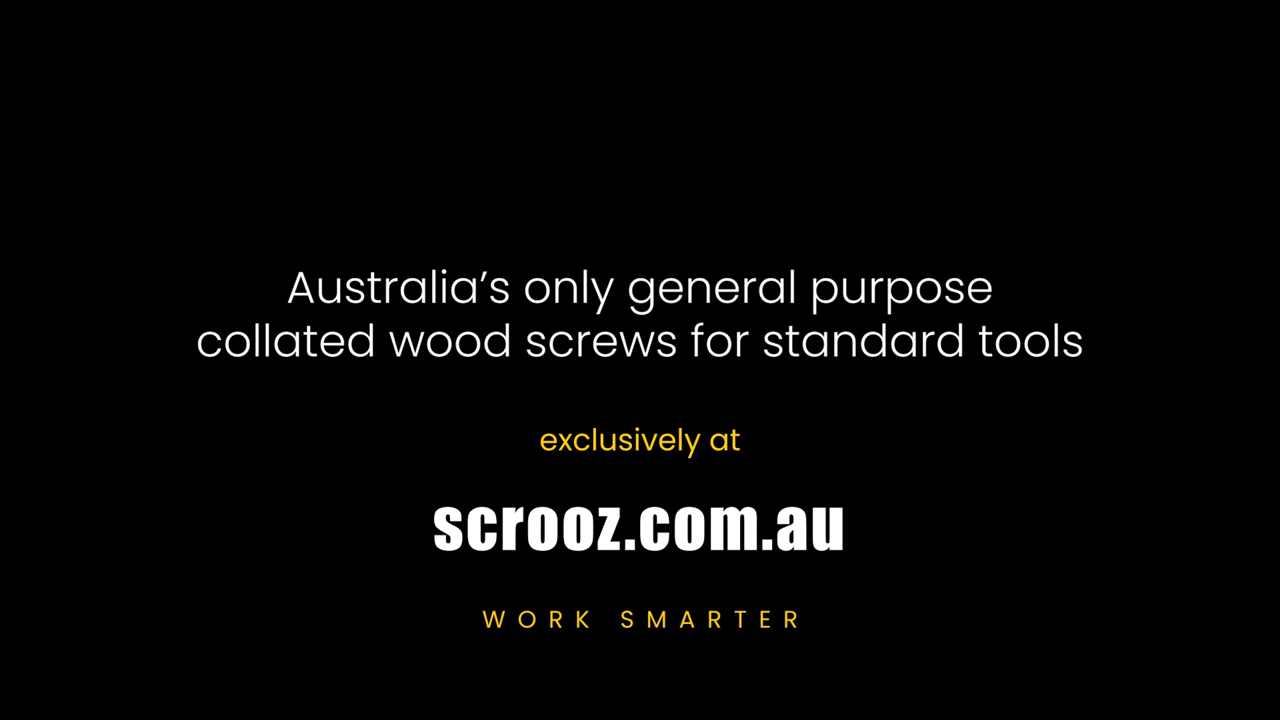 Australia’s only general purpose
collated wood screws for standard tools
exclusively at
scrooz.com.au
WORK SMARTER